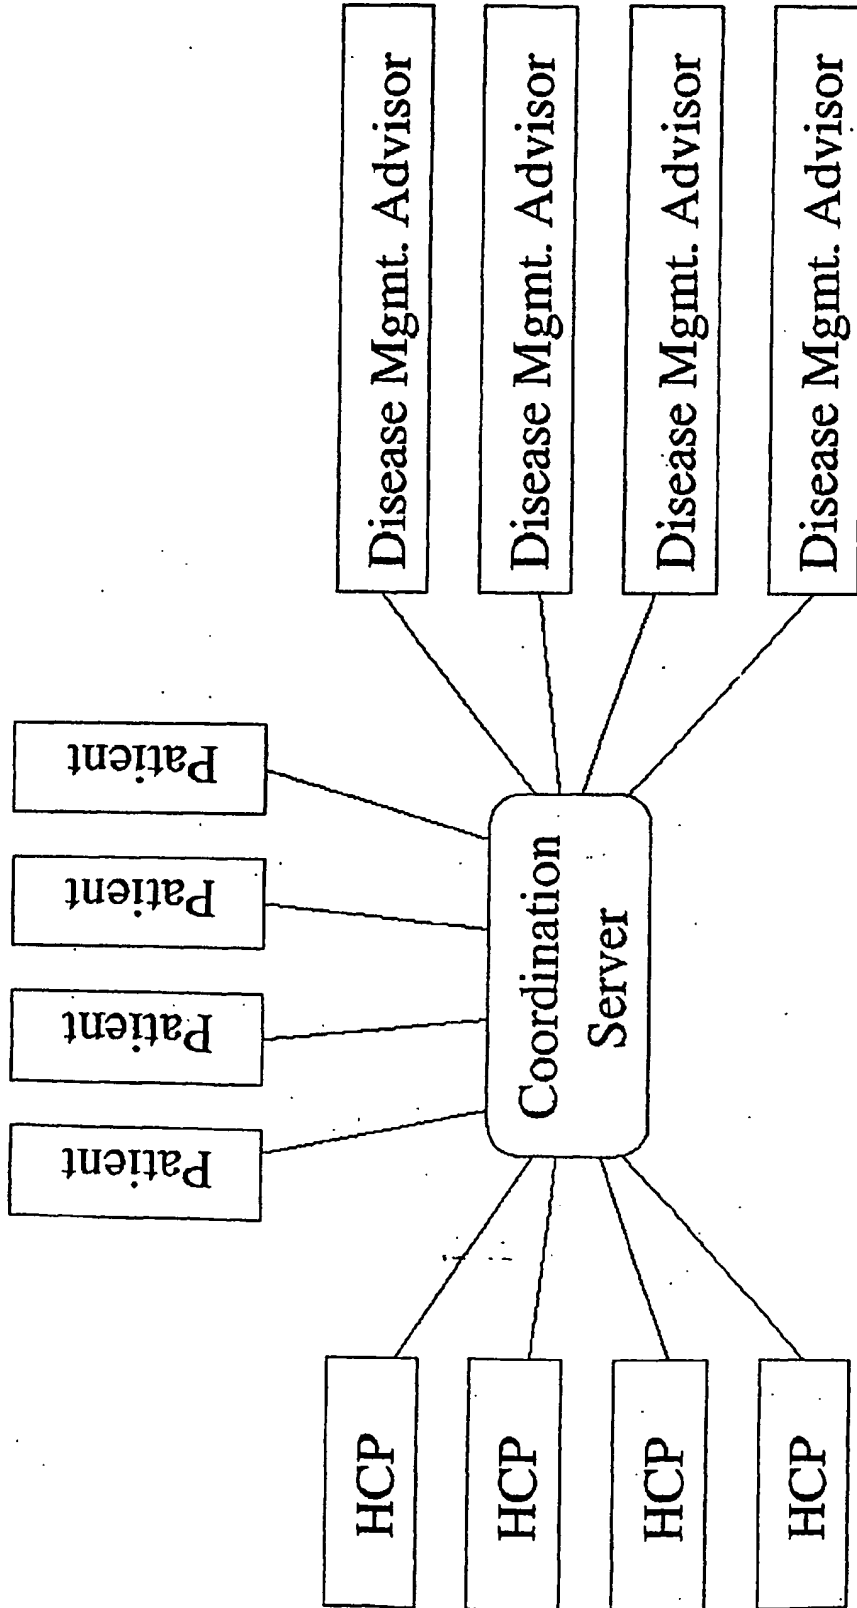 Patient
Patient
Patient
Patient
HCP
HCP
HCP
HCP
Coordination
Server
Disease Mgmt. Advisor
Disease Mgmt. Advisor
Disease Mgmt. Advisor
Disease Mgmt. Advisor